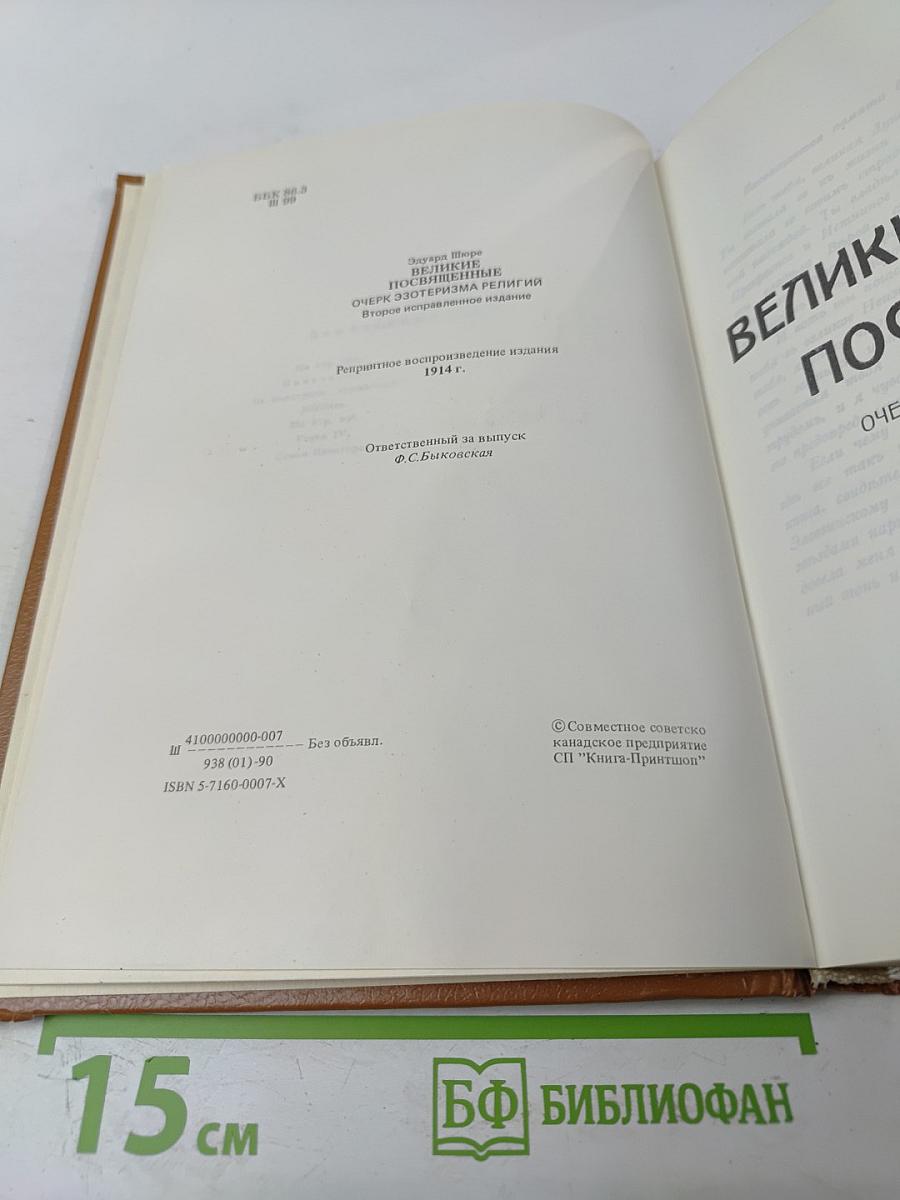 ББК 86.3
Ш 99
Эдуард Шюре
ВЕЛИКИЕ
ПОСВЯЩЕННЫЕ
ОЧЕРК ЭЗОТЕРИЗМА РЕЛИГИЙ
Второе исправленное издание
Репринтное воспроизведение издания
1914 г.
Ответственный за выпуск
Ф.С.Быковская
Ш 4100000000-007 Без объявл.
938 (01)-90
ISBN 5-7160-0007-X
©Совместное советско
канадское предприятие
СП "Книга-Принтшоп"
ВЕЛИК
ПОС
ОЧЕ
15 см
БФ БИБЛИОФАН